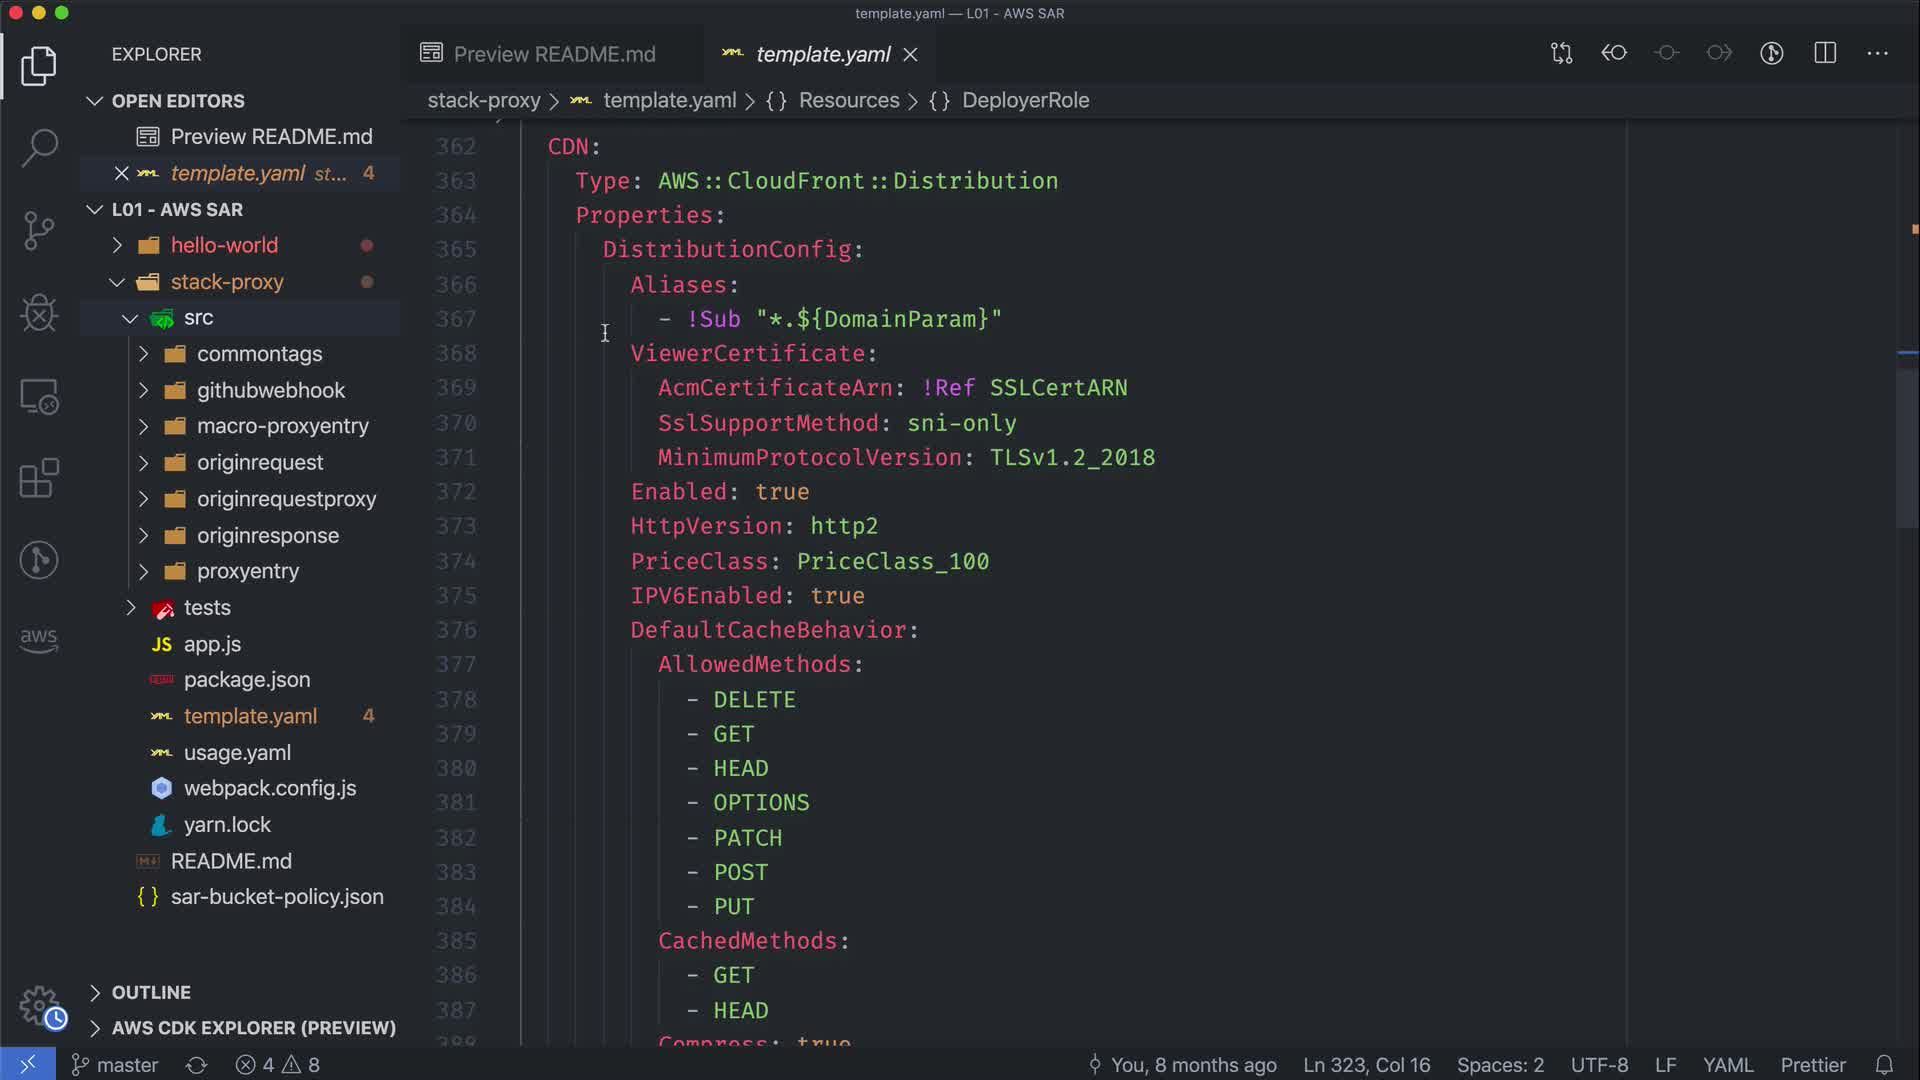 template.yaml — L01 - AWS SAR
EXPLORER
OPEN EDITORS
Preview README.md
template.yaml st... 4
L01 - AWS SAR
hello-world
stack-proxy
src
commontags
githubwebhook
macro-proxyentry
originrequest
originrequestproxy
originresponse
proxyentry
tests
JS app.js
package.json
template.yaml 4
usage.yaml
webpack.config.js
yarn.lock
README.md
{ } sar-bucket-policy.json
OUTLINE
AWS CDK EXPLORER (PREVIEW)
aws
Preview README.md
template.yaml
stack-proxy > template.yaml > {} Resources > {} DeployerRole
362 CDN:
363 Type: AWS::CloudFront::Distribution
364 Properties:
365 DistributionConfig:
366 Aliases:
367 - !Sub "*.${DomainParam}"
368 ViewerCertificate:
369 AcmCertificateArn: !Ref SSLCertARN
370 SslSupportMethod: sni-only
371 MinimumProtocolVersion: TLSv1.2_2018
372 Enabled: true
373 HttpVersion: http2
374 PriceClass: PriceClass_100
375 IPV6Enabled: true
376 DefaultCacheBehavior:
377 AllowedMethods:
378 - DELETE
379 - GET
380 - HEAD
381 - OPTIONS
382 - PATCH
383 - POST
384 - PUT
385 CachedMethods:
386 - GET
387 - HEAD
388 Compress: true
master
4
8
You, 8 months ago
Ln 323, Col 16
Spaces: 2
UTF-8
LF
YAML
Prettier